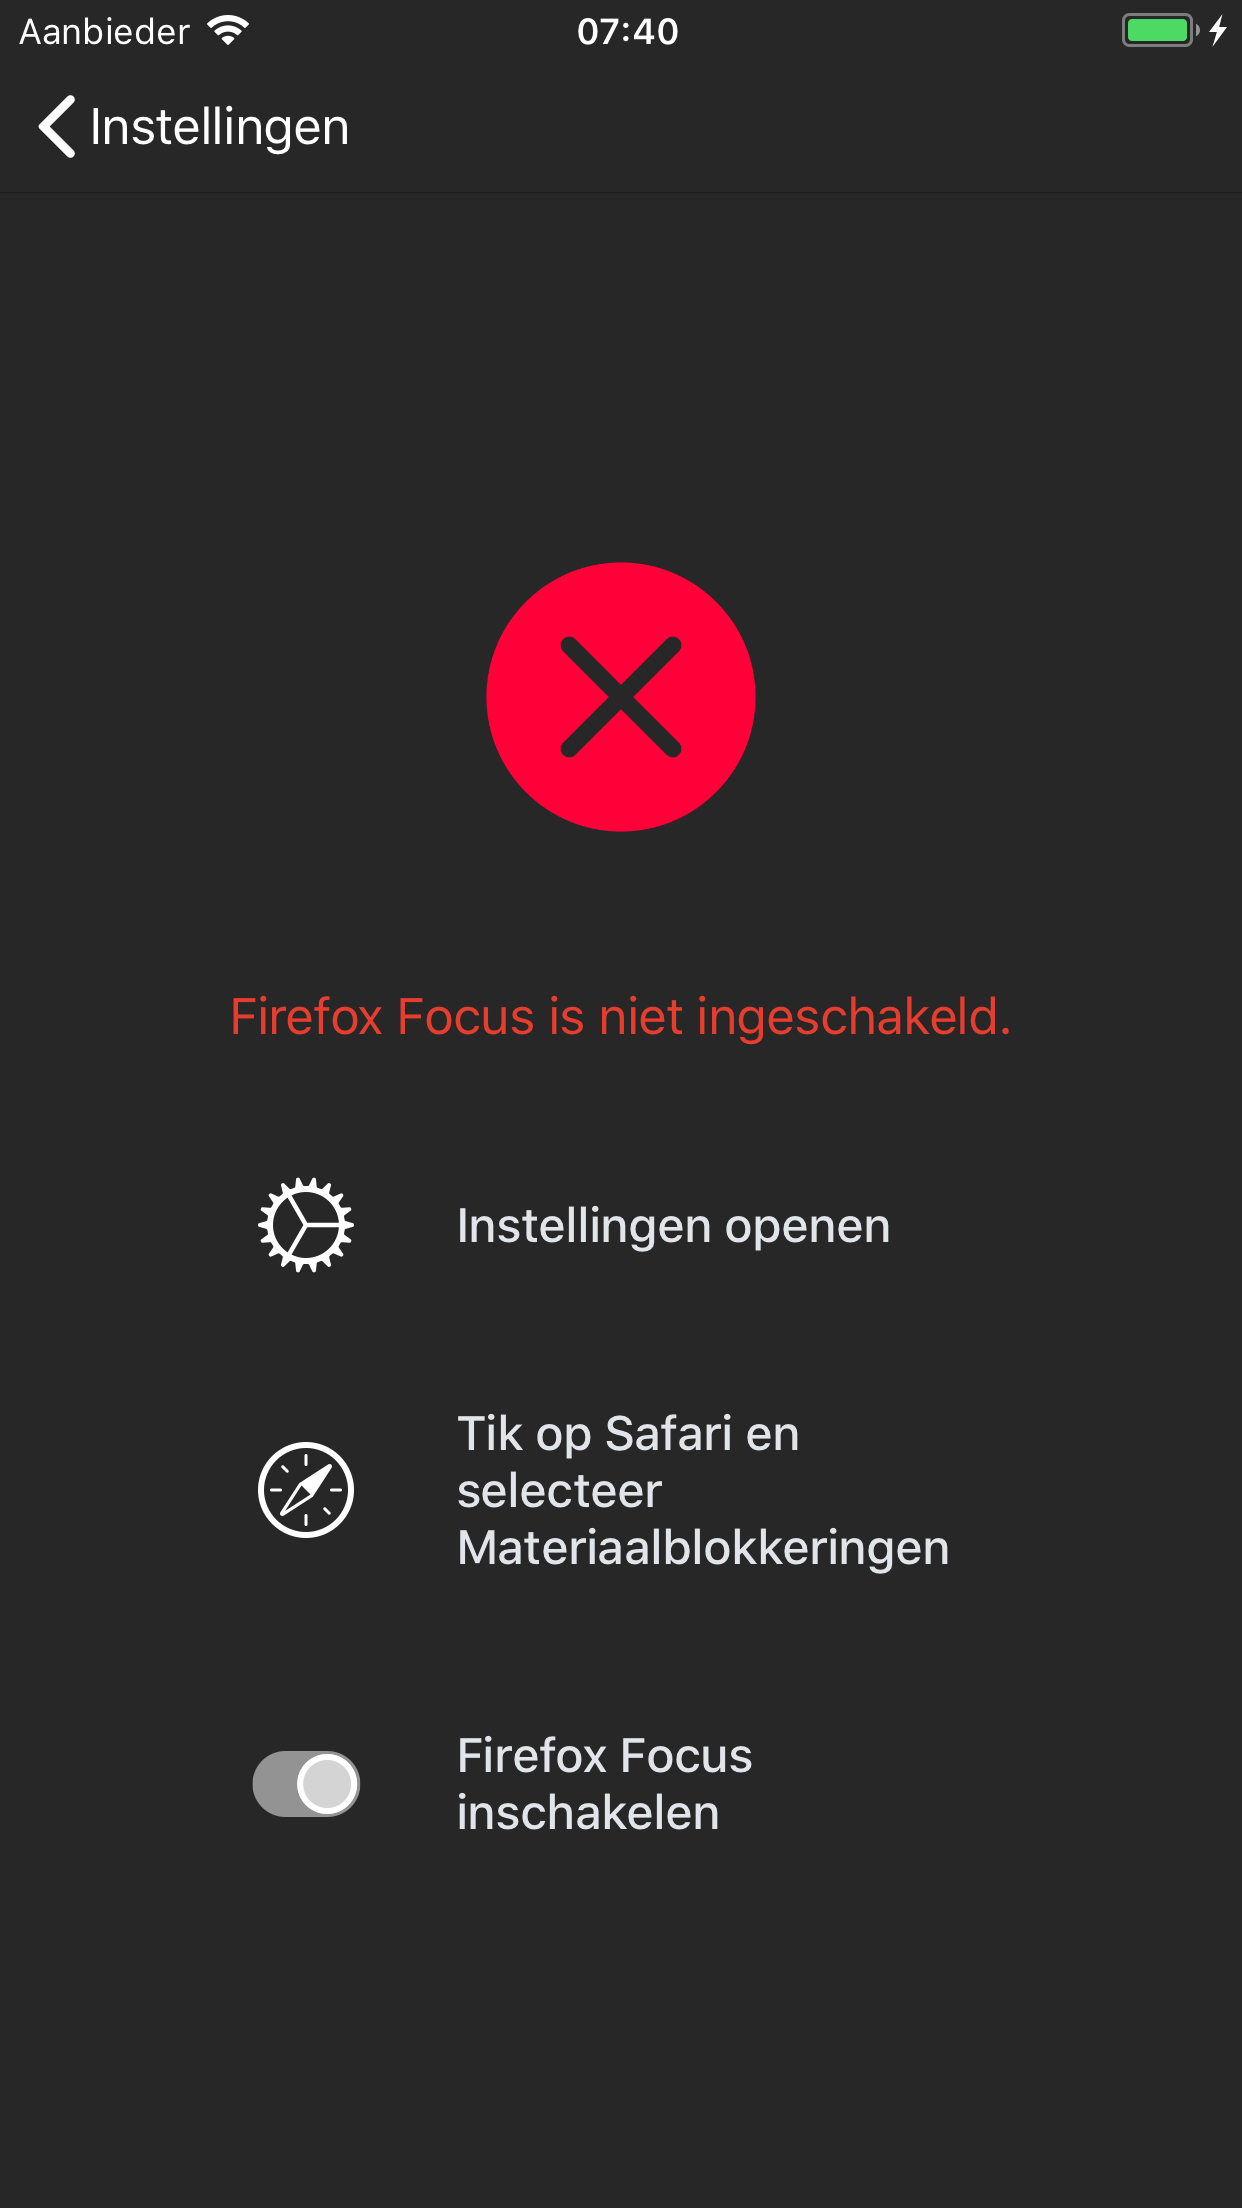 Aanbieder 07:40
Instellingen
Firefox Focus is niet ingeschakeld.
Instellingen openen
Tik op Safari en
selecteer
Materiaalblokkeringen
Firefox Focus
inschakelen